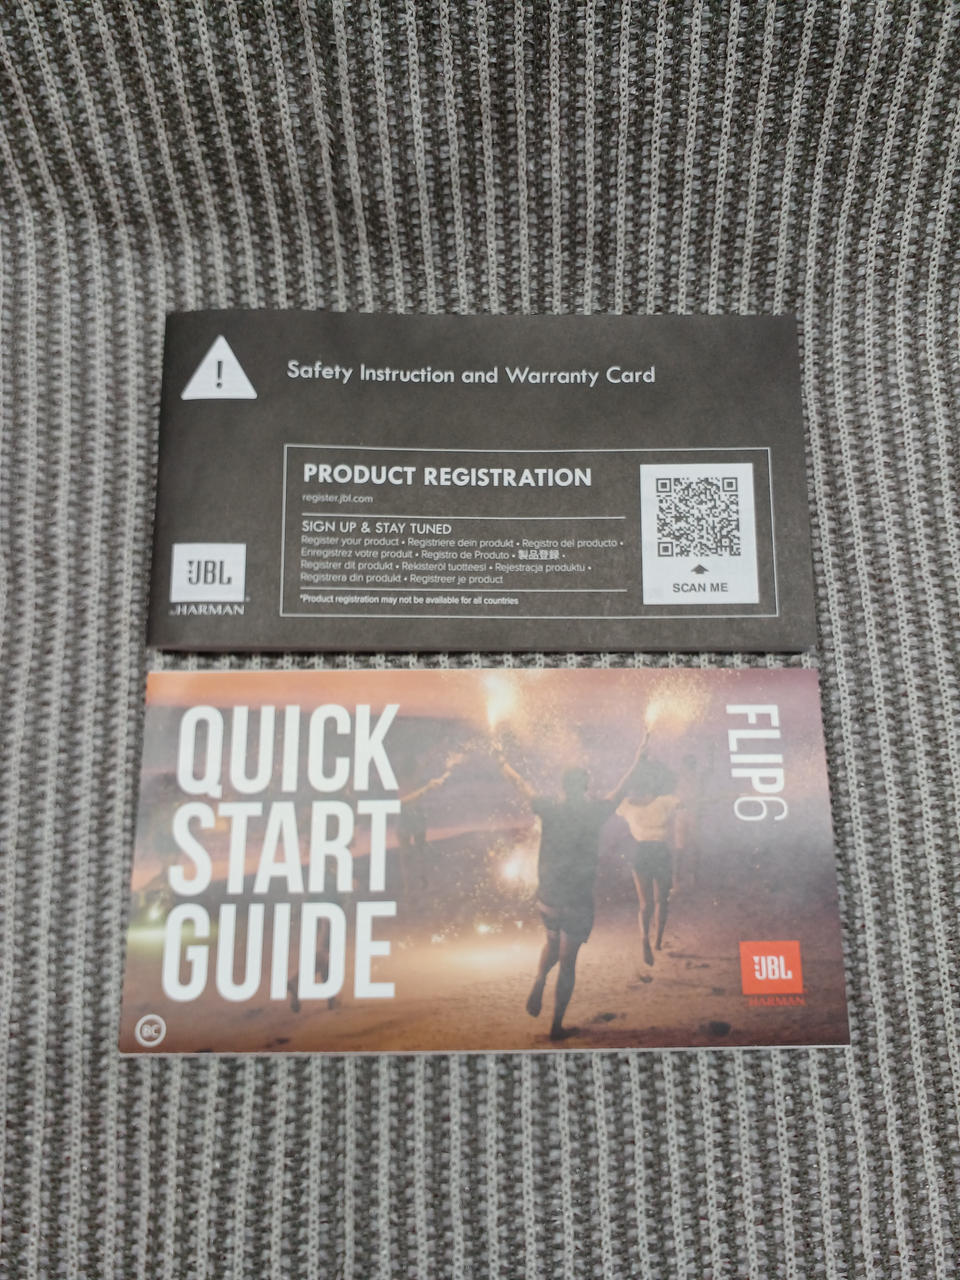 !
Safety Instruction and Warranty Card
PRODUCT REGISTRATION
register.jbl.com
SIGN UP & STAY TUNED
Register your product • Registriere dein produkt • Registro del producto •
Enregistrez votre produit • Registro de Produto • 製品登録 •
Registrer dit produkt • Rekisteröi tuotteesi • Rejestracja produktu •
Registrera din produkt • Registreer je product
*Product registration may not be available for all countries
SCAN ME
JBL
by HARMAN
QUICK
START
GUIDE
FLIP6
JBL
HARMAN
BC